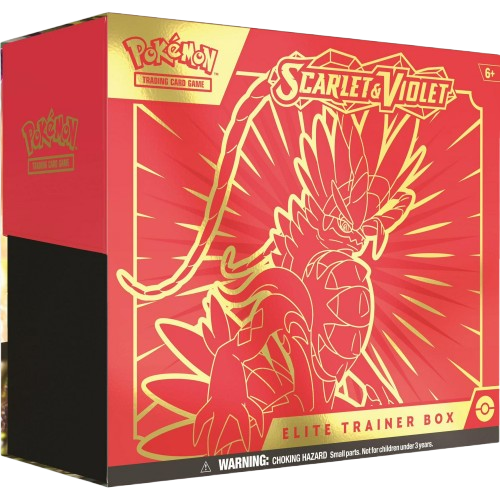 POKéMON
TRADING CARD GAME
SCARLET & VIOLET
6+
POKéMON
TRADING CARD GAME
ELITE TRAINER BOX
WARNING: CHOKING HAZARD Small parts. Not for children under 3 years.